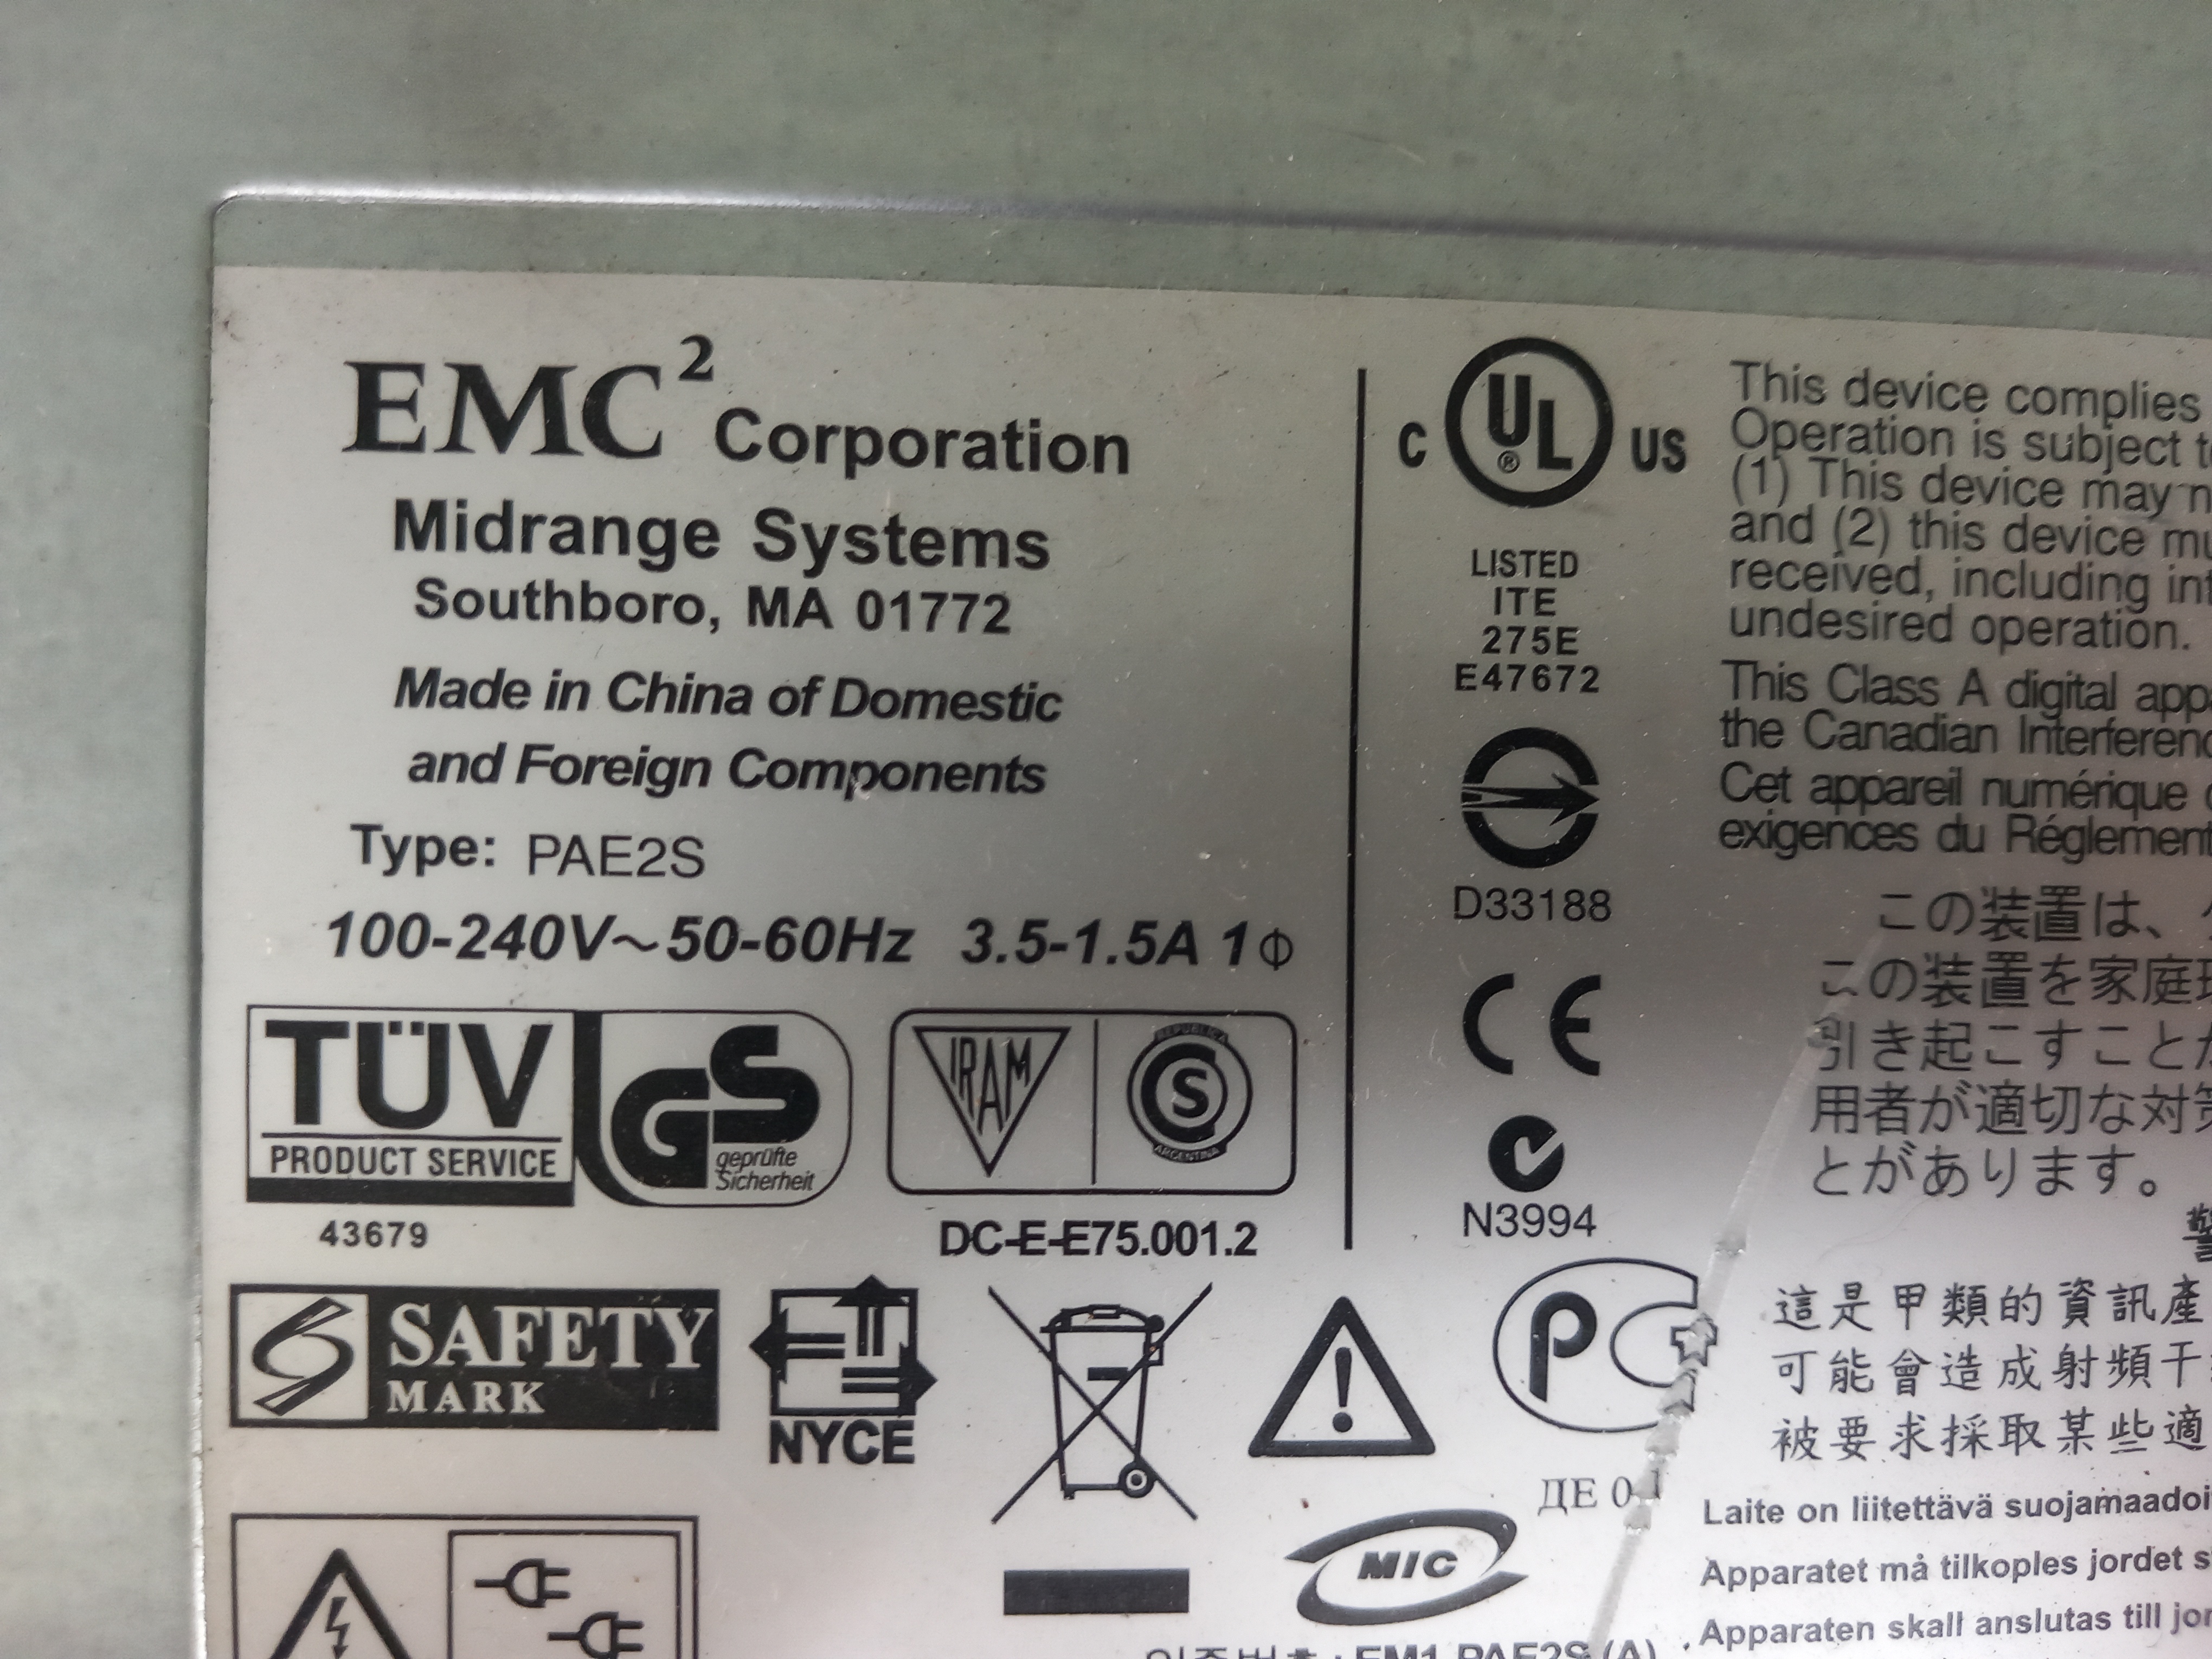 EMC² Corporation
Midrange Systems
Southboro, MA 01772
Made in China of Domestic
and Foreign Components
Type: PAE2S
100-240V~50-60Hz 3.5-1.5A 1Φ
TÜV
PRODUCT SERVICE
GS
geprüfte
Sicherheit
43679
IRAM
REPUBLICA
S
ARGENTINA
DC-E-E75.001.2
SAFETY
MARK
NYCE
C UL® US
LISTED
ITE
275E
E47672
D33188
CE
N3994
PC
ДЕ 01
MIC
EM1-PAE2S (A)
This device complies
Operation is subject
(1) This device may
and (2) this device
received, including
undesired operation.
This Class A digital
the Canadian
Cet appareil numérique
exigences du Réglement
この装置は、
この装置を家庭
引き起こすこと
用者が適切な対
とがあります。
這是甲類的資訊產
可能會造成射頻干
被要求採取某些適
Laite on liitettävä
Apparatet må tilkoples jordet
Apparaten skall anslutas till